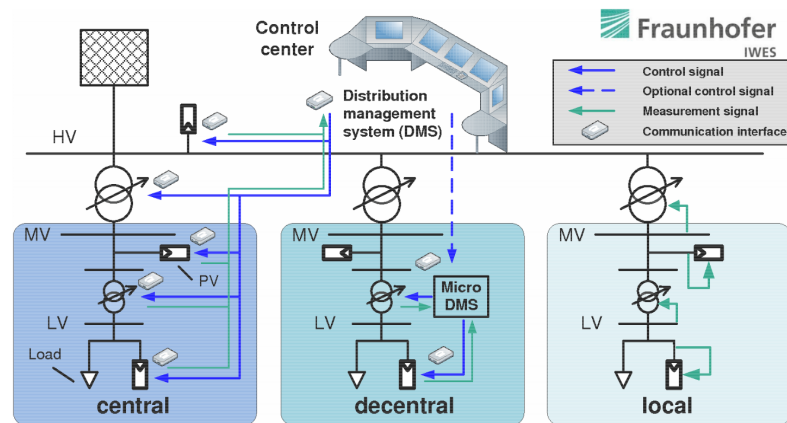 Control
center
Fraunhofer
IWES
Control signal
Optional control signal
Measurement signal
Communication interface
Distribution
management
system (DMS)
HV
MV
PV
LV
Load
central
MV
Micro
DMS
LV
decentral
MV
LV
local